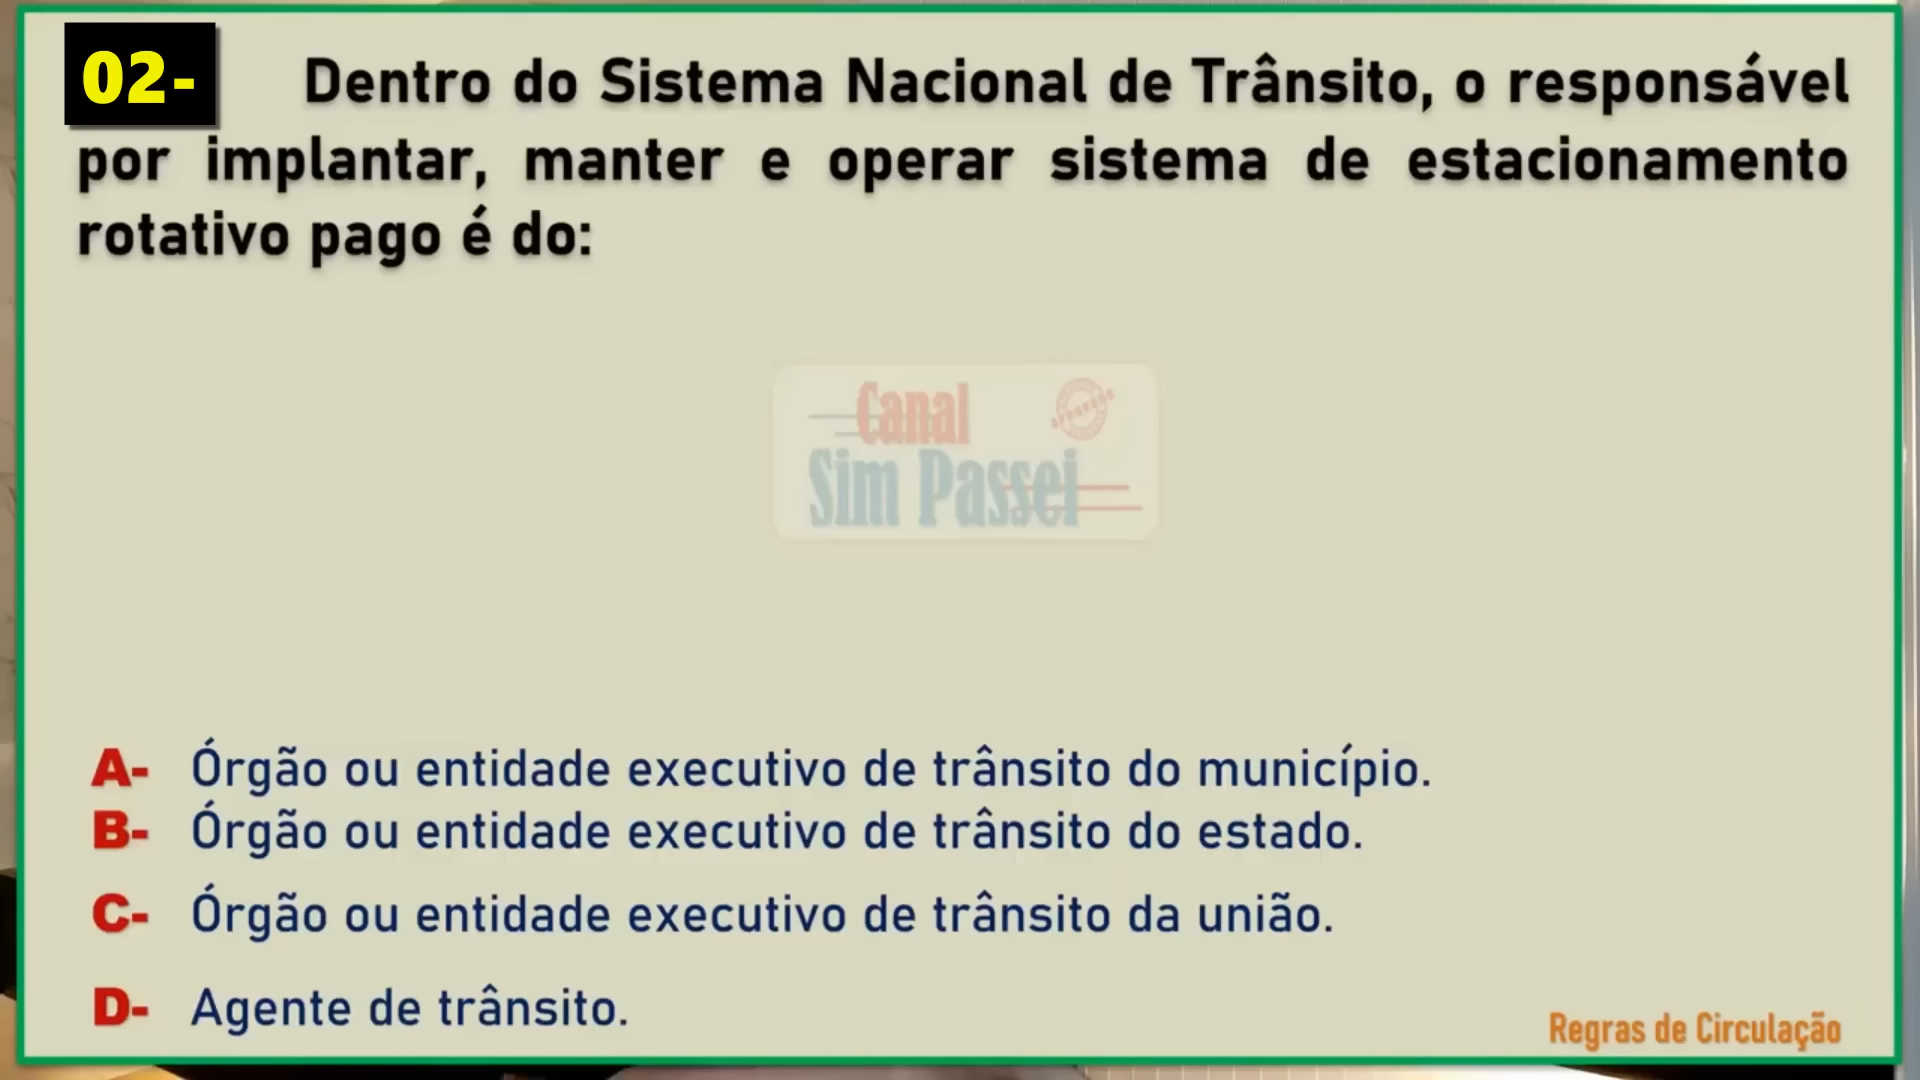 02- Dentro do Sistema Nacional de Trânsito, o responsável
por implantar, manter e operar sistema de estacionamento
rotativo pago é do:
Canal
APROVADO
Sim Passei
A- Órgão ou entidade executivo de trânsito do município.
B- Órgão ou entidade executivo de trânsito do estado.
C- Órgão ou entidade executivo de trânsito da união.
D- Agente de trânsito.
Regras de Circulação